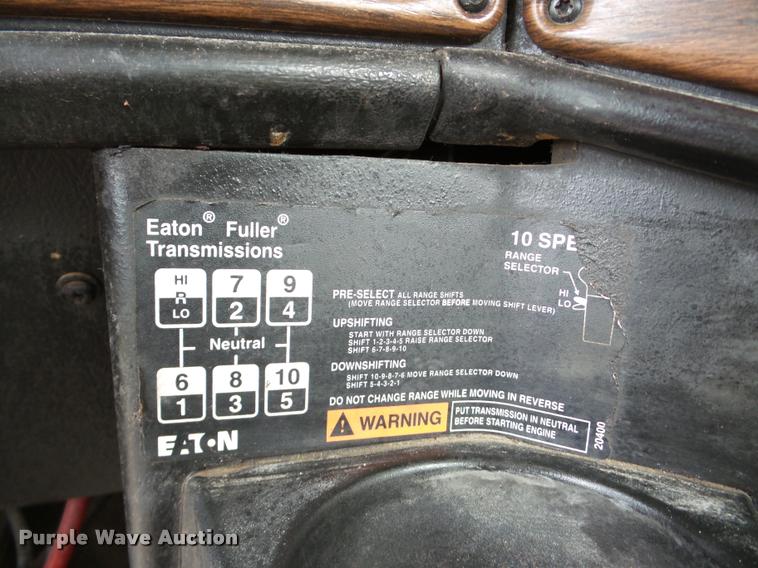 Eaton® Fuller®
Transmissions
HI
R
LO
7
2
9
4
Neutral
6
1
8
3
10
5
EATON
10 SPE
RANGE
SELECTOR
HI
LO
PRE-SELECT ALL RANGE SHIFTS
(MOVE RANGE SELECTOR BEFORE MOVING SHIFT LEVER)
UPSHIFTING
START WITH RANGE SELECTOR DOWN
SHIFT 1-2-3-4-5 RAISE RANGE SELECTOR
SHIFT 6-7-8-9-10
DOWNSHIFTING
SHIFT 10-9-8-7-6 MOVE RANGE SELECTOR DOWN
SHIFT 5-4-3-2-1
DO NOT CHANGE RANGE WHILE MOVING IN REVERSE
WARNING
PUT TRANSMISSION IN NEUTRAL
BEFORE STARTING ENGINE
20400
Purple Wave Auction